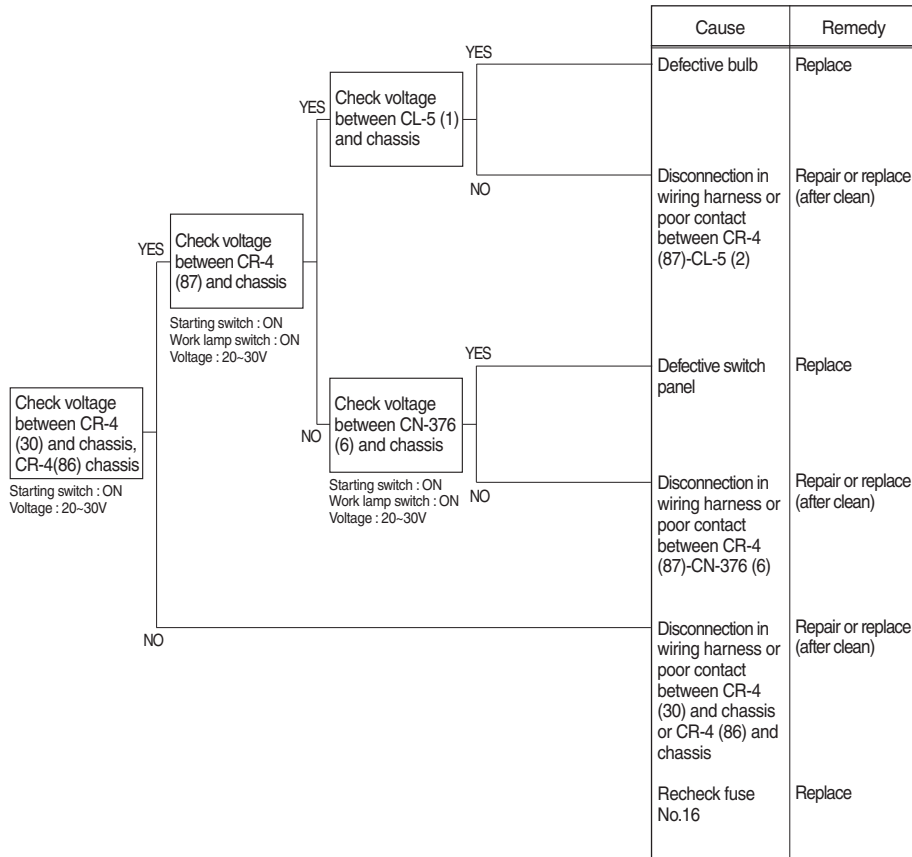 Cause
Remedy
YES
Defective bulb
Replace
YES
Check voltage
between CL-5 (1)
and chassis
NO
Disconnection in
wiring harness or
poor contact
between CR-4
(87)-CL-5 (2)
Repair or replace
(after clean)
YES
Check voltage
between CR-4
(87) and chassis
Starting switch : ON
Work lamp switch : ON
Voltage : 20~30V
YES
Defective switch
panel
Replace
Check voltage
between CR-4
(30) and chassis,
CR-4(86) chassis
Starting switch : ON
Voltage : 20~30V
NO
Check voltage
between CN-376
(6) and chassis
Starting switch : ON
Work lamp switch : ON
Voltage : 20~30V
NO
Disconnection in
wiring harness or
poor contact
between CR-4
(87)-CN-376 (6)
Repair or replace
(after clean)
NO
Disconnection in
wiring harness or
poor contact
between CR-4
(30) and chassis
or CR-4 (86) and
chassis
Repair or replace
(after clean)
Recheck fuse
No.16
Replace